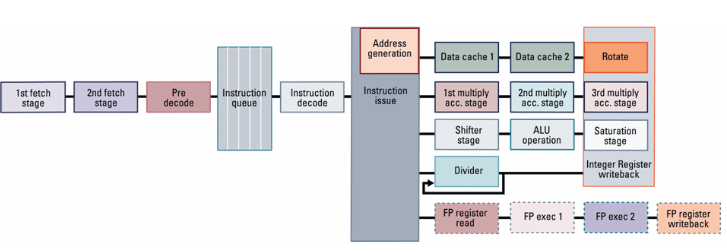 1st fetch
stage
2nd fetch
stage
Pre
decode
Instruction
queue
Instruction
decode
Instruction
issue
Address
generation
Data cache 1
Data cache 2
Rotate
1st multiply
acc. stage
2nd multiply
acc. stage
3rd multiply
acc. stage
Shifter
stage
ALU
operation
Saturation
stage
Divider
Integer Register
writeback
FP register
read
FP exec 1
FP exec 2
FP register
writeback